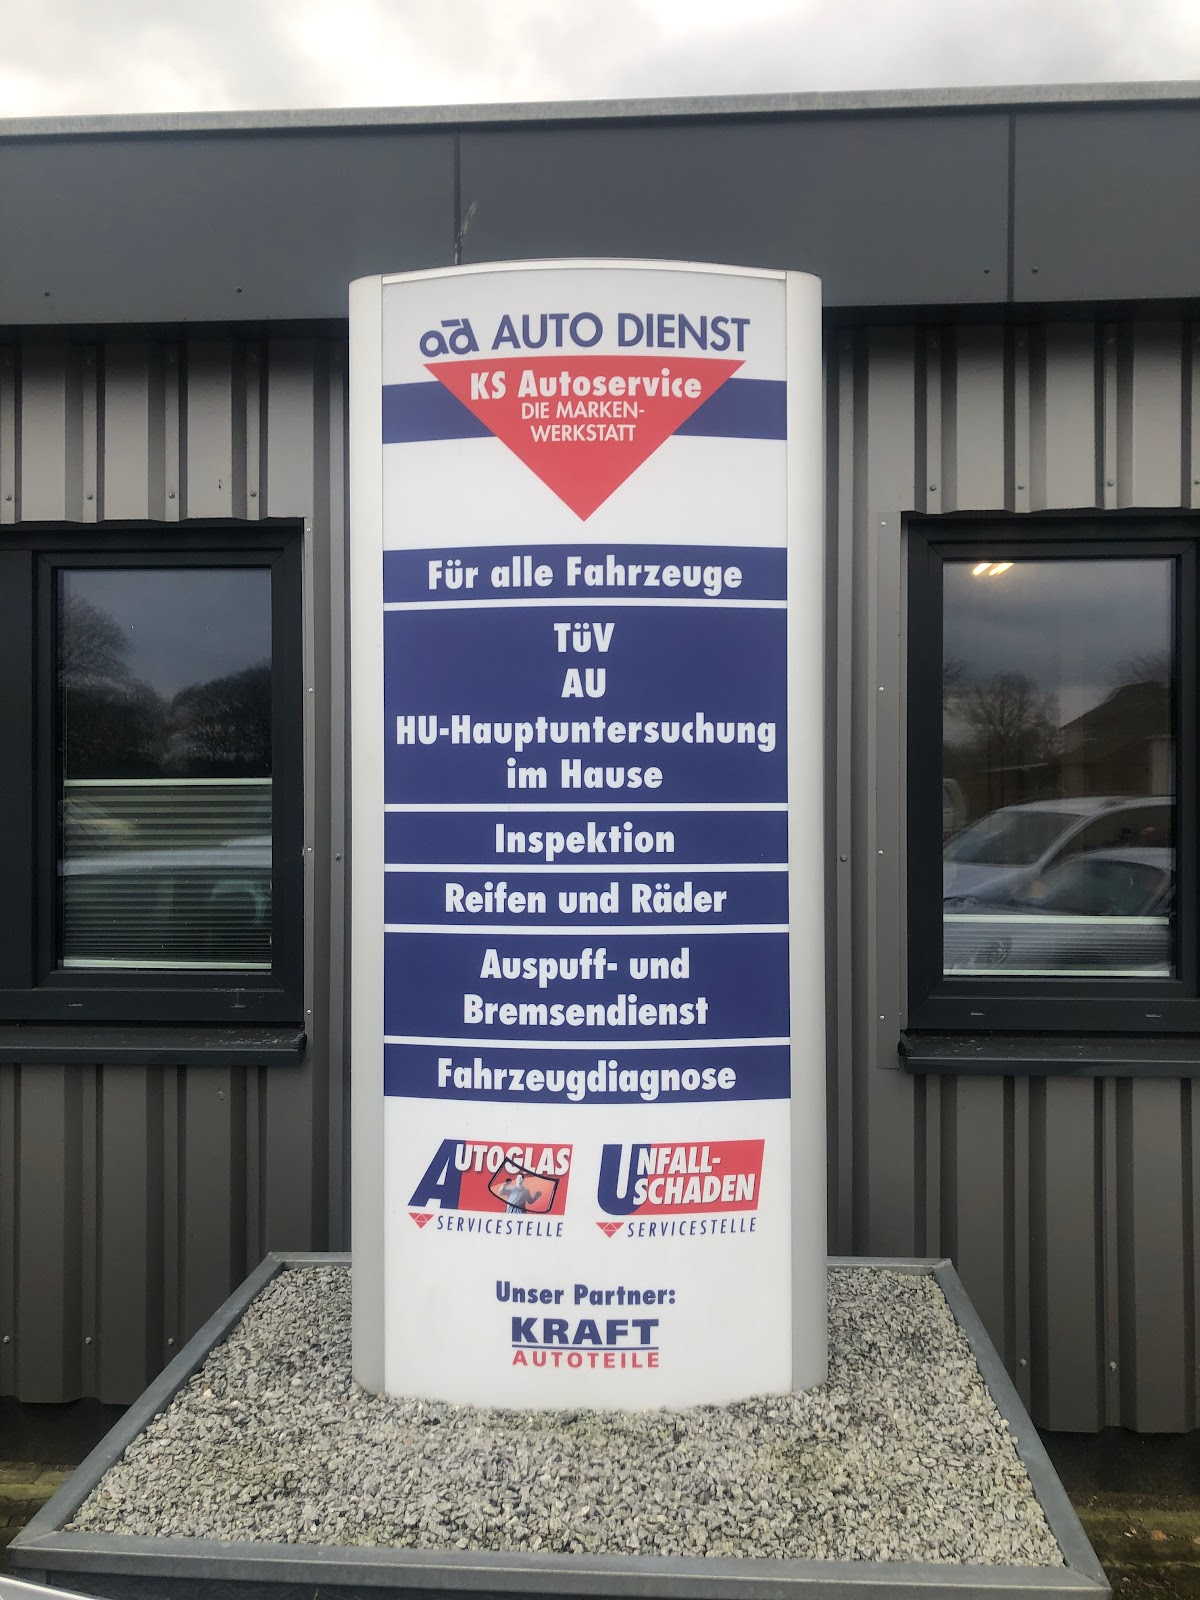 ad AUTO DIENST
KS Autoservice
DIE MARKEN-
WERKSTATT
Für alle Fahrzeuge
TüV
AU
HU-Hauptuntersuchung
im Hause
Inspektion
Reifen und Räder
Auspuff- und
Bremsendienst
Fahrzeugdiagnose
AUTOGLAS
SERVICESTELLE
UNFALL-
SCHADEN
SERVICESTELLE
Unser Partner:
KRAFT
AUTOTEILE